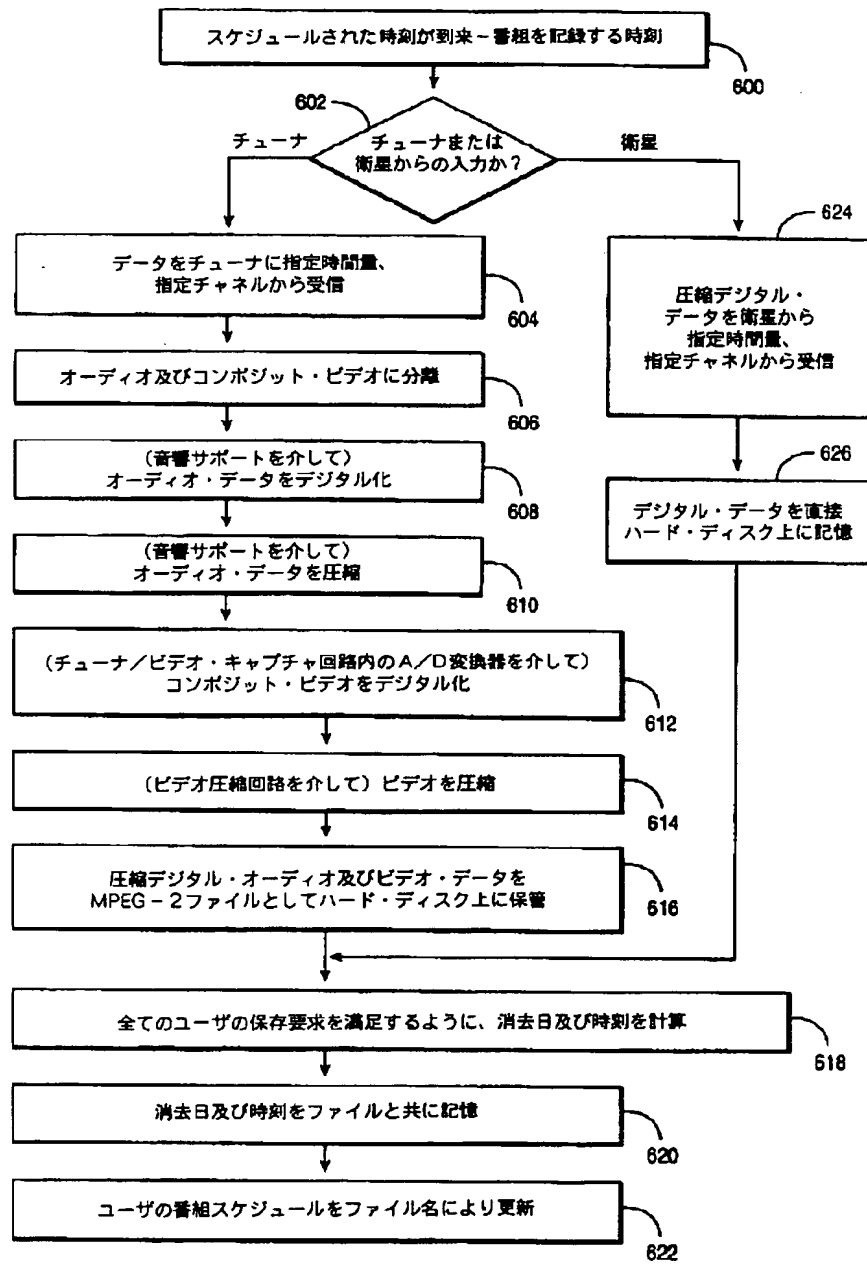 スケジュールされた時刻が到来-番組を記録する時刻
600
602
チューナまたは
衛星からの入力か?
チューナ
衛星
データをチューナに指定時間量、
指定チャネルから受信
604
オーディオ及びコンポジット・ビデオに分離
606
(音響サポートを介して)
オーディオ・データをデジタル化
608
(音響サポートを介して)
オーディオ・データを圧縮
610
(チューナ/ビデオ・キャプチャ回路内のA/D変換器を介して)
コンポジット・ビデオをデジタル化
612
(ビデオ圧縮回路を介して)ビデオを圧縮
614
圧縮デジタル・オーディオ及びビデオ・データを
MPEG-2ファイルとしてハード・ディスク上に保管
616
624
圧縮デジタル・
データを衛星から
指定時間量、
指定チャネルから受信
626
デジタル・データを直接
ハード・ディスク上に記憶
全てのユーザの保存要求を満足するように、消去日及び時刻を計算
618
消去日及び時刻をファイルと共に記憶
620
ユーザの番組スケジュールをファイル名により更新
622